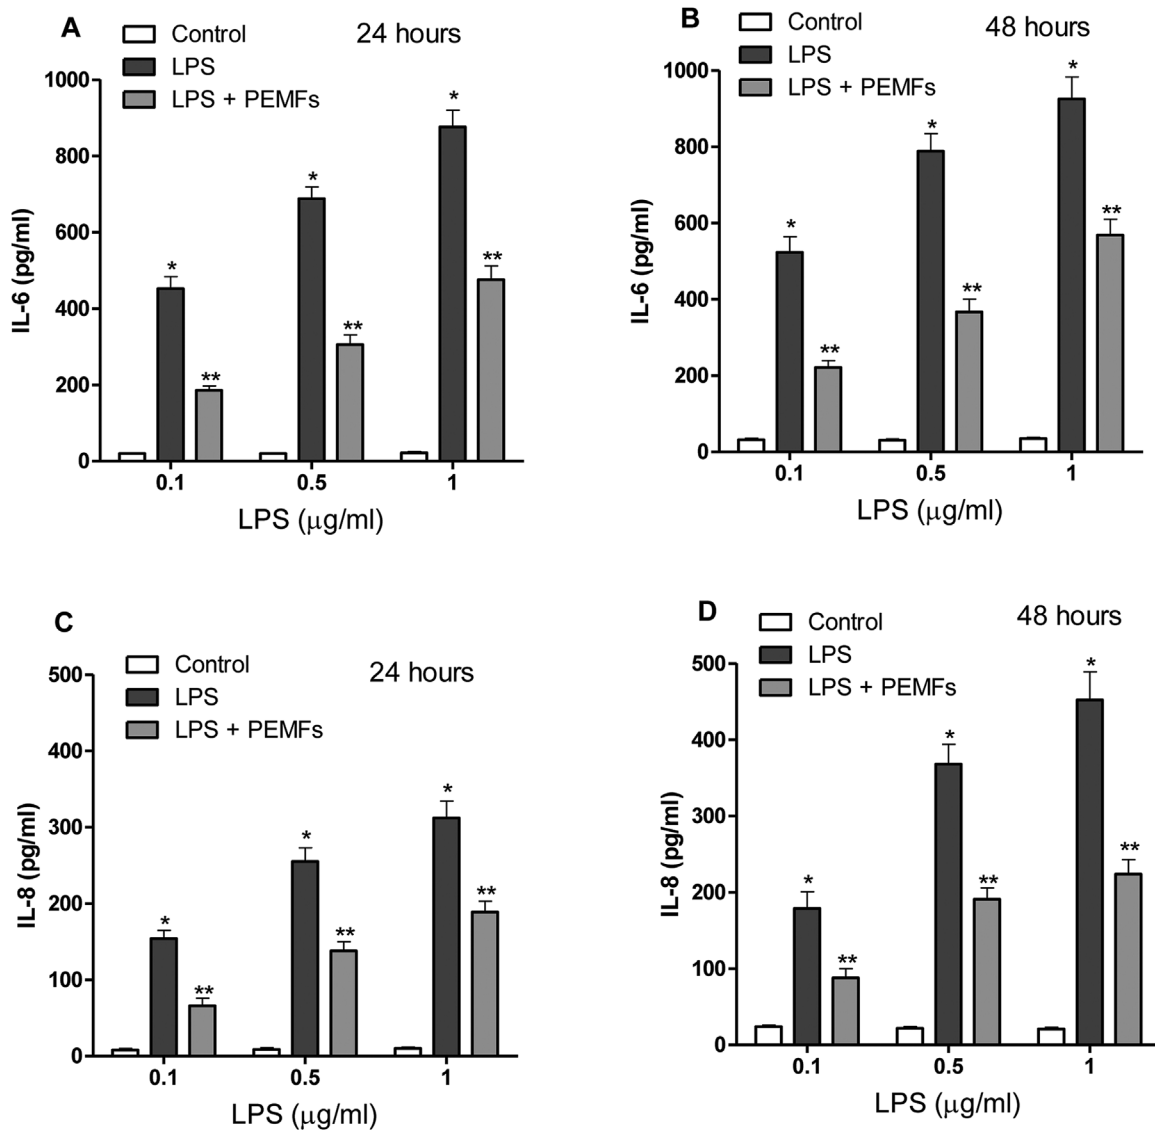 A
24 hours
Control
LPS
LPS + PEMFs
1000
800
600
400
200
0
IL-6 (pg/ml)
*
**
*
**
*
**
0.1 0.5 1
LPS (μg/ml)
B
48 hours
Control
LPS
LPS + PEMFs
1000
800
600
400
200
0
IL-6 (pg/ml)
*
**
*
**
*
**
0.1 0.5 1
LPS (μg/ml)
C
24 hours
Control
LPS
LPS + PEMFs
500
400
300
200
100
0
IL-8 (pg/ml)
*
**
*
**
*
**
0.1 0.5 1
LPS (μg/ml)
D
48 hours
Control
LPS
LPS + PEMFs
500
400
300
200
100
0
IL-8 (pg/ml)
*
**
*
**
*
**
0.1 0.5 1
LPS (μg/ml)